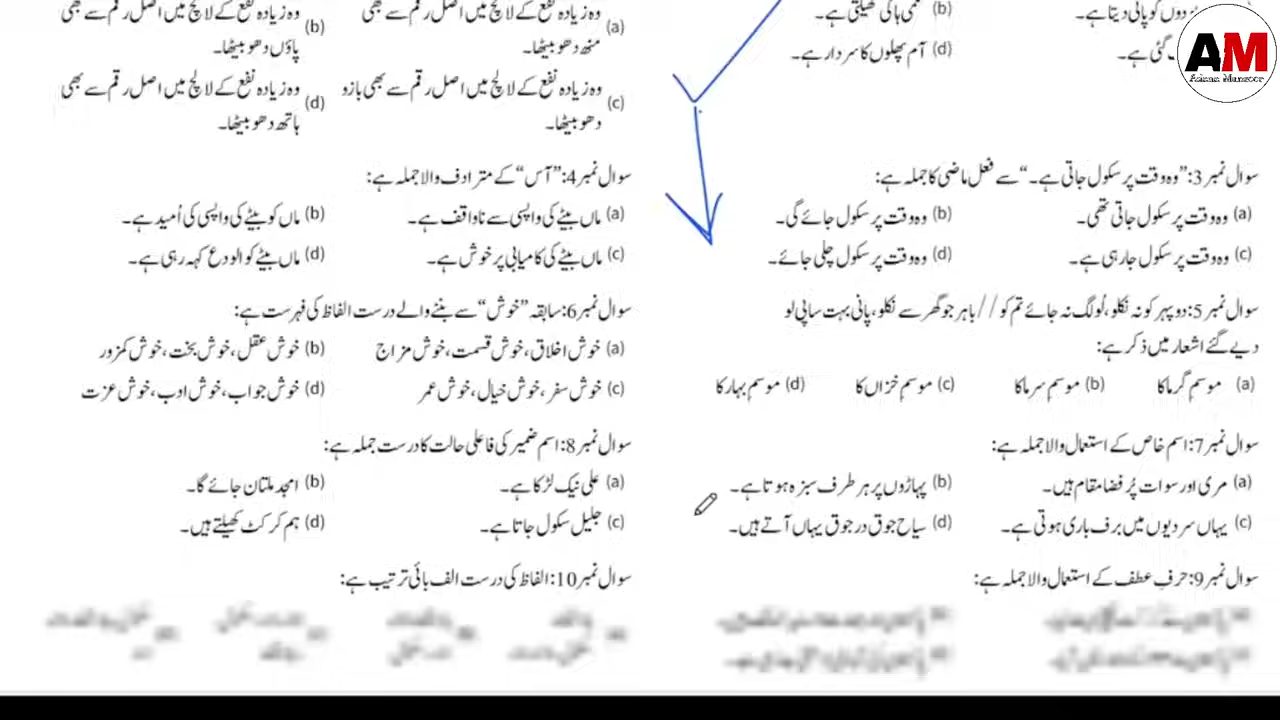 AM
Adnan Mansoor
(b)
دیتا ہے۔
(d) آم پھلوں کا سردار ہے۔
گئی ہے۔
سوال نمبر 3: "وہ وقت پر سکول جاتی ہے۔" سے فعل ماضی کا جملہ ہے:
(a) وہ وقت پر سکول جاتی تھی۔ (b) وہ وقت پر سکول جائے گی۔
(c) وہ وقت پر سکول جا رہی ہے۔ (d) وہ وقت پر سکول چلی جائے۔
سوال نمبر 5: دوپہر کو نہ نکلو، لُو لگ نہ جائے تم کو // باہر جو گھر سے نکلو، پانی بہت سا پی لو
دیے گئے اشعار میں ذکر ہے:
(a) موسم گرما کا (b) موسم سرما کا (c) موسم خزاں کا (d) موسم بہار کا
سوال نمبر 7: اسم خاص کے استعمال والا جملہ ہے:
(a) مری اور سوات پُر فضا مقام ہیں۔ (b) پہاڑوں پر ہر طرف سبزہ ہوتا ہے۔
(c) یہاں سردیوں میں برف باری ہوتی ہے۔ (d) سیاح جوق در جوق یہاں آتے ہیں۔
سوال نمبر 9: حرفِ عطف کے استعمال والا جملہ ہے:
(a) وہ زیادہ نفع کے لالچ میں اصل رقم سے بھی (b) وہ زیادہ نفع کے لالچ میں اصل رقم سے بھی
منھ دھو بیٹھا۔ پاؤں دھو بیٹھا۔
(c) وہ زیادہ نفع کے لالچ میں اصل رقم سے بھی بازو (d) وہ زیادہ نفع کے لالچ میں اصل رقم سے بھی
دھو بیٹھا۔ ہاتھ دھو بیٹھا۔
سوال نمبر 4: "آس" کے مترادف والا جملہ ہے:
(a) ماں بیٹے کی واپسی سے ناواقف ہے۔ (b) ماں کو بیٹے کی واپسی کی اُمید ہے۔
(c) ماں بیٹے کی کامیابی پر خوش ہے۔ (d) ماں بیٹے کو الودع کہہ رہی ہے۔
سوال نمبر 6: سابقہ "خوش" سے بننے والے درست الفاظ کی فہرست ہے:
(a) خوش اخلاق، خوش قسمت، خوش مزاج (b) خوش عقل، خوش بخت، خوش کمزور
(c) خوش سفر، خوش خیال، خوش عمر (d) خوش جواب، خوش ادب، خوش عزت
سوال نمبر 8: اسم ضمیر کی فاعلی حالت کا درست جملہ ہے:
(a) علی نیک لڑکا ہے۔ (b) امجد ملتان جائے گا۔
(c) جلیل سکول جاتا ہے۔ (d) ہم کرکٹ کھیلتے ہیں۔
سوال نمبر 10: الفاظ کی درست الف بائی ترتیب ہے: